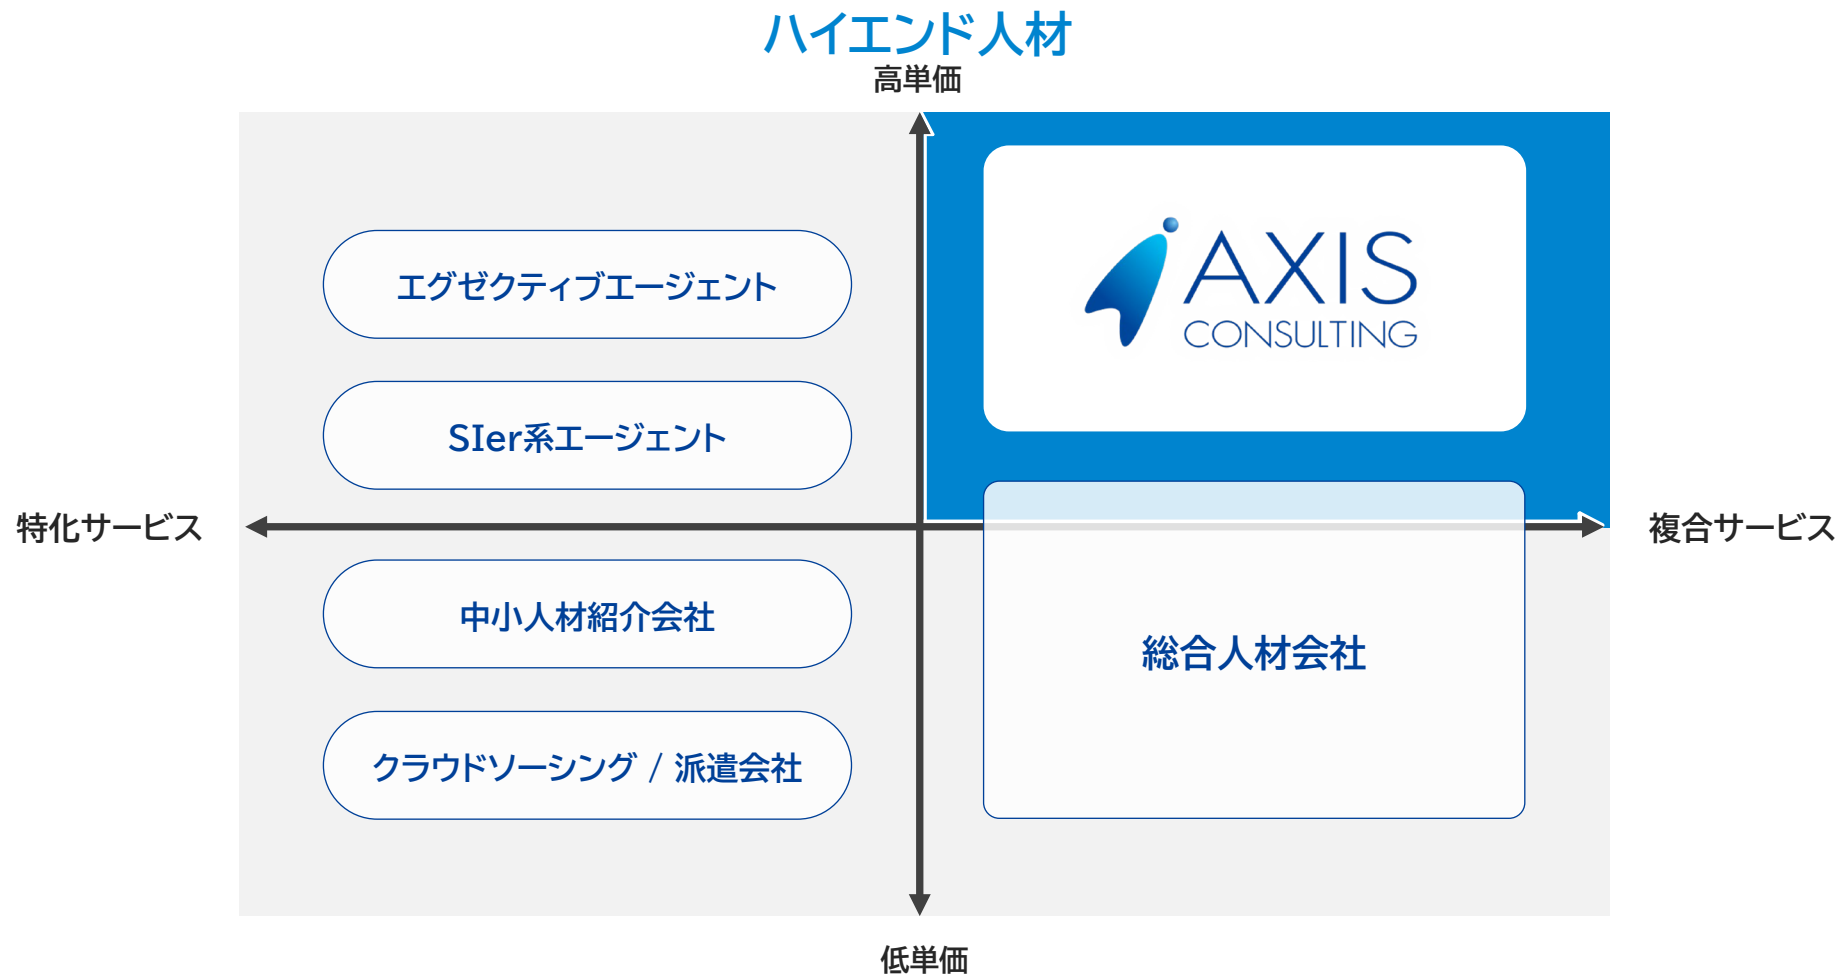 ハイエンド人材
高単価
エグゼクティブエージェント
AXIS
CONSULTING
SIer系エージェント
特化サービス
複合サービス
中小人材紹介会社
総合人材会社
クラウドソーシング / 派遣会社
低単価